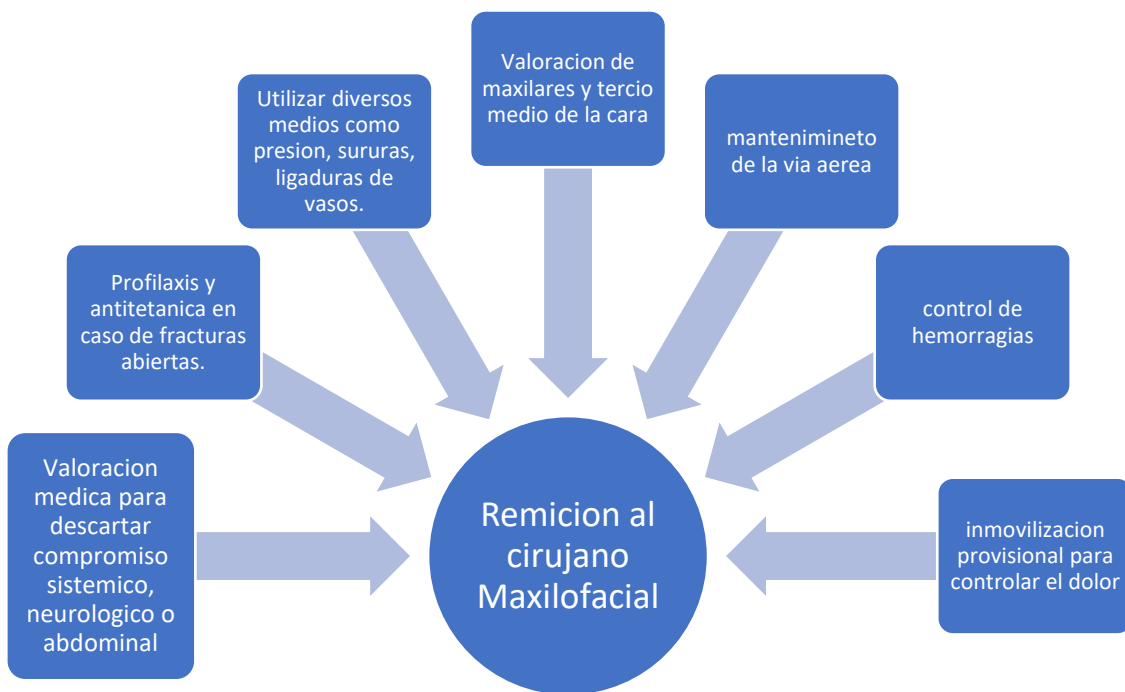 Valoracion medica para
descartar
compromiso
sistemico,
neurologico o
abdominal
Profilaxis y
antitetanica en
caso de fracturas
abiertas.
Utilizar diversos
medios como
presion, sururas,
ligaduras de
vasos.
Valoracion de
maxilares y tercio
medio de la cara
mantenimineto
de la via aerea
control de
hemorragias
inmovilizacion
provisional para
controlar el dolor
Remicion al
cirujano
Maxilofacial